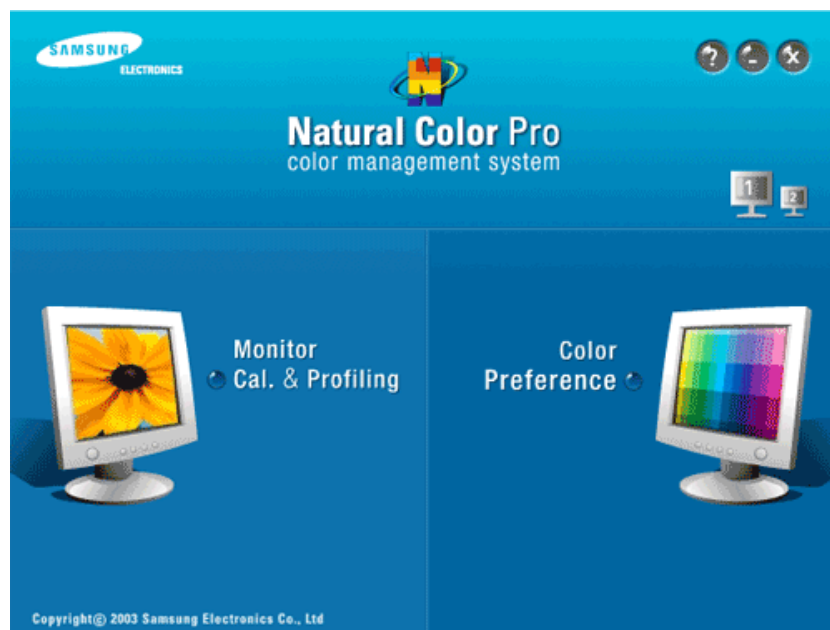 SAMSUNG
ELECTRONICS
?
-
x
N
Natural Color Pro
color management system
1
2
Monitor
Cal. & Profiling
Color
Preference
Copyright© 2003 Samsung Electronics Co., Ltd